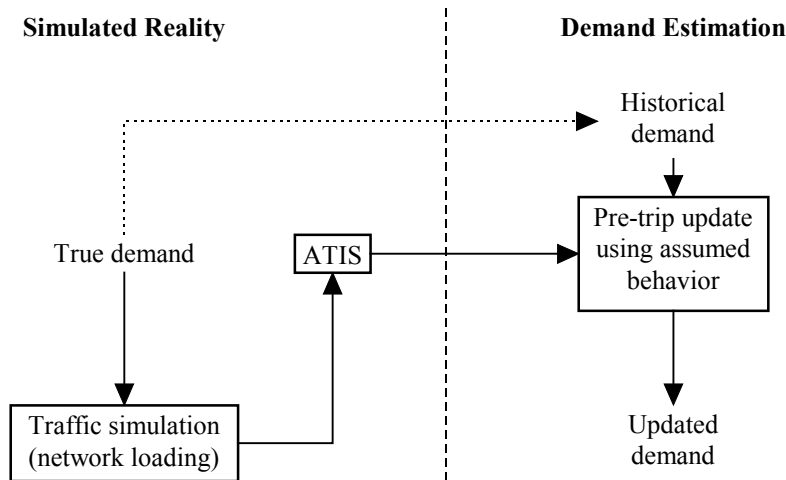 Simulated Reality
Demand Estimation
Historical
demand
True demand
ATIS
Pre-trip update
using assumed
behavior
Traffic simulation
(network loading)
Updated
demand